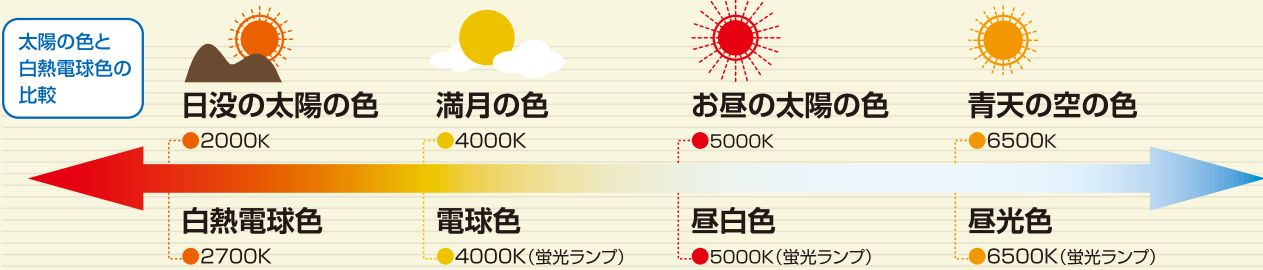 太陽の色と
白熱電球色の
比較
日没の太陽の色
2000K
満月の色
4000K
お昼の太陽の色
5000K
青天の空の色
6500K
白熱電球色
2700K
電球色
4000K(蛍光ランプ)
昼白色
5000K(蛍光ランプ)
昼光色
6500K(蛍光ランプ)